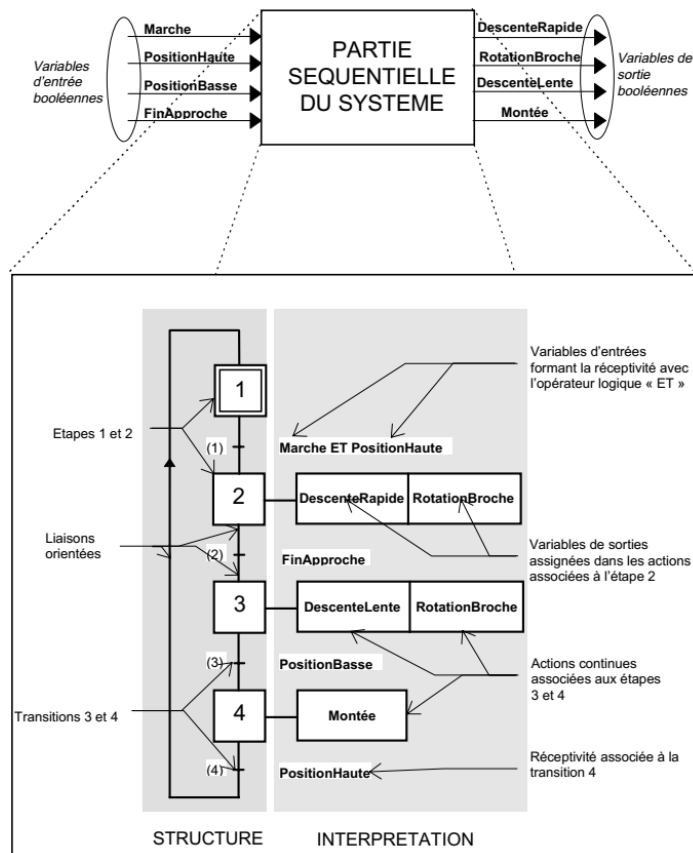 Variables
d'entrée
booléennes
Marche
PositionHaute
PositionBasse
FinApproche
PARTIE
SEQUENTIELLE
DU SYSTEME
DescenteRapide
RotationBroche
DescenteLente
Montée
Variables de
sortie
booléennes
1
Variables d'entrées
formant la réceptivité avec
l'opérateur logique « ET »
Etapes 1 et 2
(1)
Marche ET PositionHaute
2
DescenteRapide
RotationBroche
Liaisons
orientées
(2)
FinApproche
Variables de sorties
assignées dans les actions
associées à l'étape 2
3
DescenteLente
RotationBroche
(3)
PositionBasse
Actions continues
associées aux étapes
3 et 4
Transitions 3 et 4
4
Montée
(4)
PositionHaute
Réceptivité associée à la
transition 4
STRUCTURE
INTERPRETATION